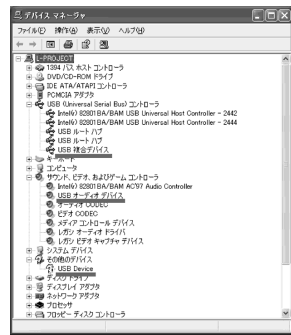 デバイス マネージャ
ファイル(F) 操作(A) 表示(V) ヘルプ(H)
L-PROJECT
1394 バス ホスト コントローラ
DVD/CD-ROM ドライブ
IDE ATA/ATAPI コントローラ
PCMCIA アダプタ
USB (Universal Serial Bus) コントローラ
Intel(r) 82801BA/BAM USB Universal Host Controller - 2442
Intel(r) 82801BA/BAM USB Universal Host Controller - 2444
USB ルート ハブ
USB ルート ハブ
USB 複合デバイス
キーボード
コンピュータ
サウンド、ビデオ、およびゲーム コントローラ
Intel(r) 82801BA/BAM AC'97 Audio Controller
USB オーディオ デバイス
オーディオ CODEC
ビデオ CODEC
メディア コントロール デバイス
レガシ オーディオ ドライバ
レガシ ビデオ キャプチャ デバイス
システム デバイス
その他のデバイス
USB Device
ディスク ドライブ
ディスプレイ アダプタ
ネットワーク アダプタ
プロセッサ
フロッピー ディスク コントローラ